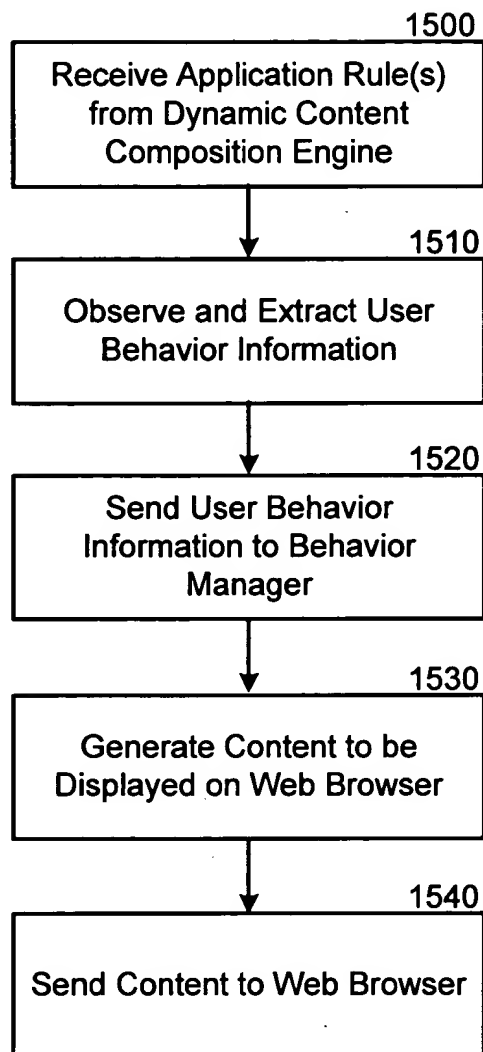 1500
Receive Application Rule(s)
from Dynamic Content
Composition Engine
1510
Observe and Extract User
Behavior Information
1520
Send User Behavior
Information to Behavior
Manager
1530
Generate Content to be
Displayed on Web Browser
1540
Send Content to Web Browser